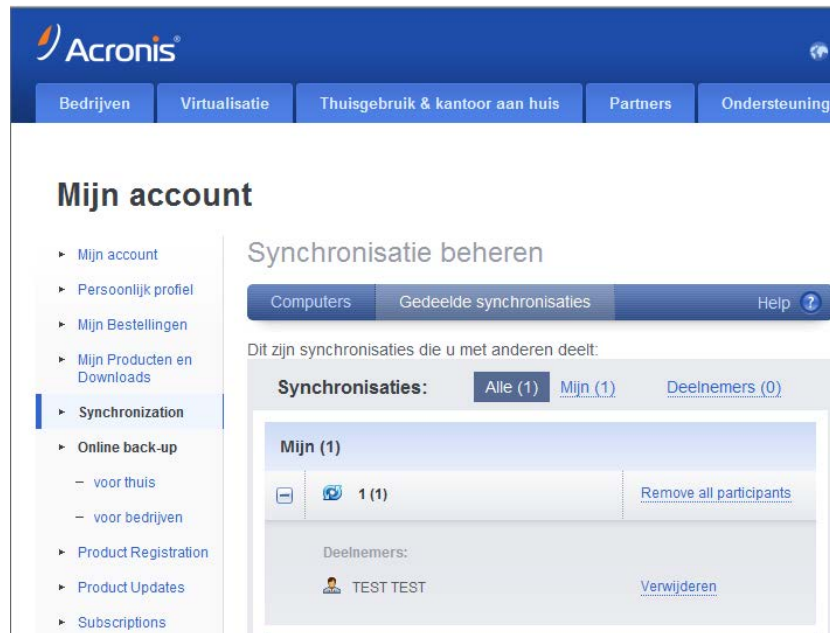 Acronis
Bedrijven
Virtualisatie
Thuisgebruik & kantoor aan huis
Partners
Ondersteuning
Mijn account
Mijn account
Persoonlijk profiel
Mijn Bestellingen
Mijn Producten en
Downloads
Synchronization
Online back-up
– voor thuis
– voor bedrijven
Product Registration
Product Updates
Subscriptions
Synchronisatie beheren
Computers
Gedeelde synchronisaties
Help ?
Dit zijn synchronisaties die u met anderen deelt:
Synchronisaties:
Alle (1)
Mijn (1)
Deelnemers (0)
Mijn (1)
1 (1)
Remove all participants
Deelnemers:
TEST TEST
Verwijderen